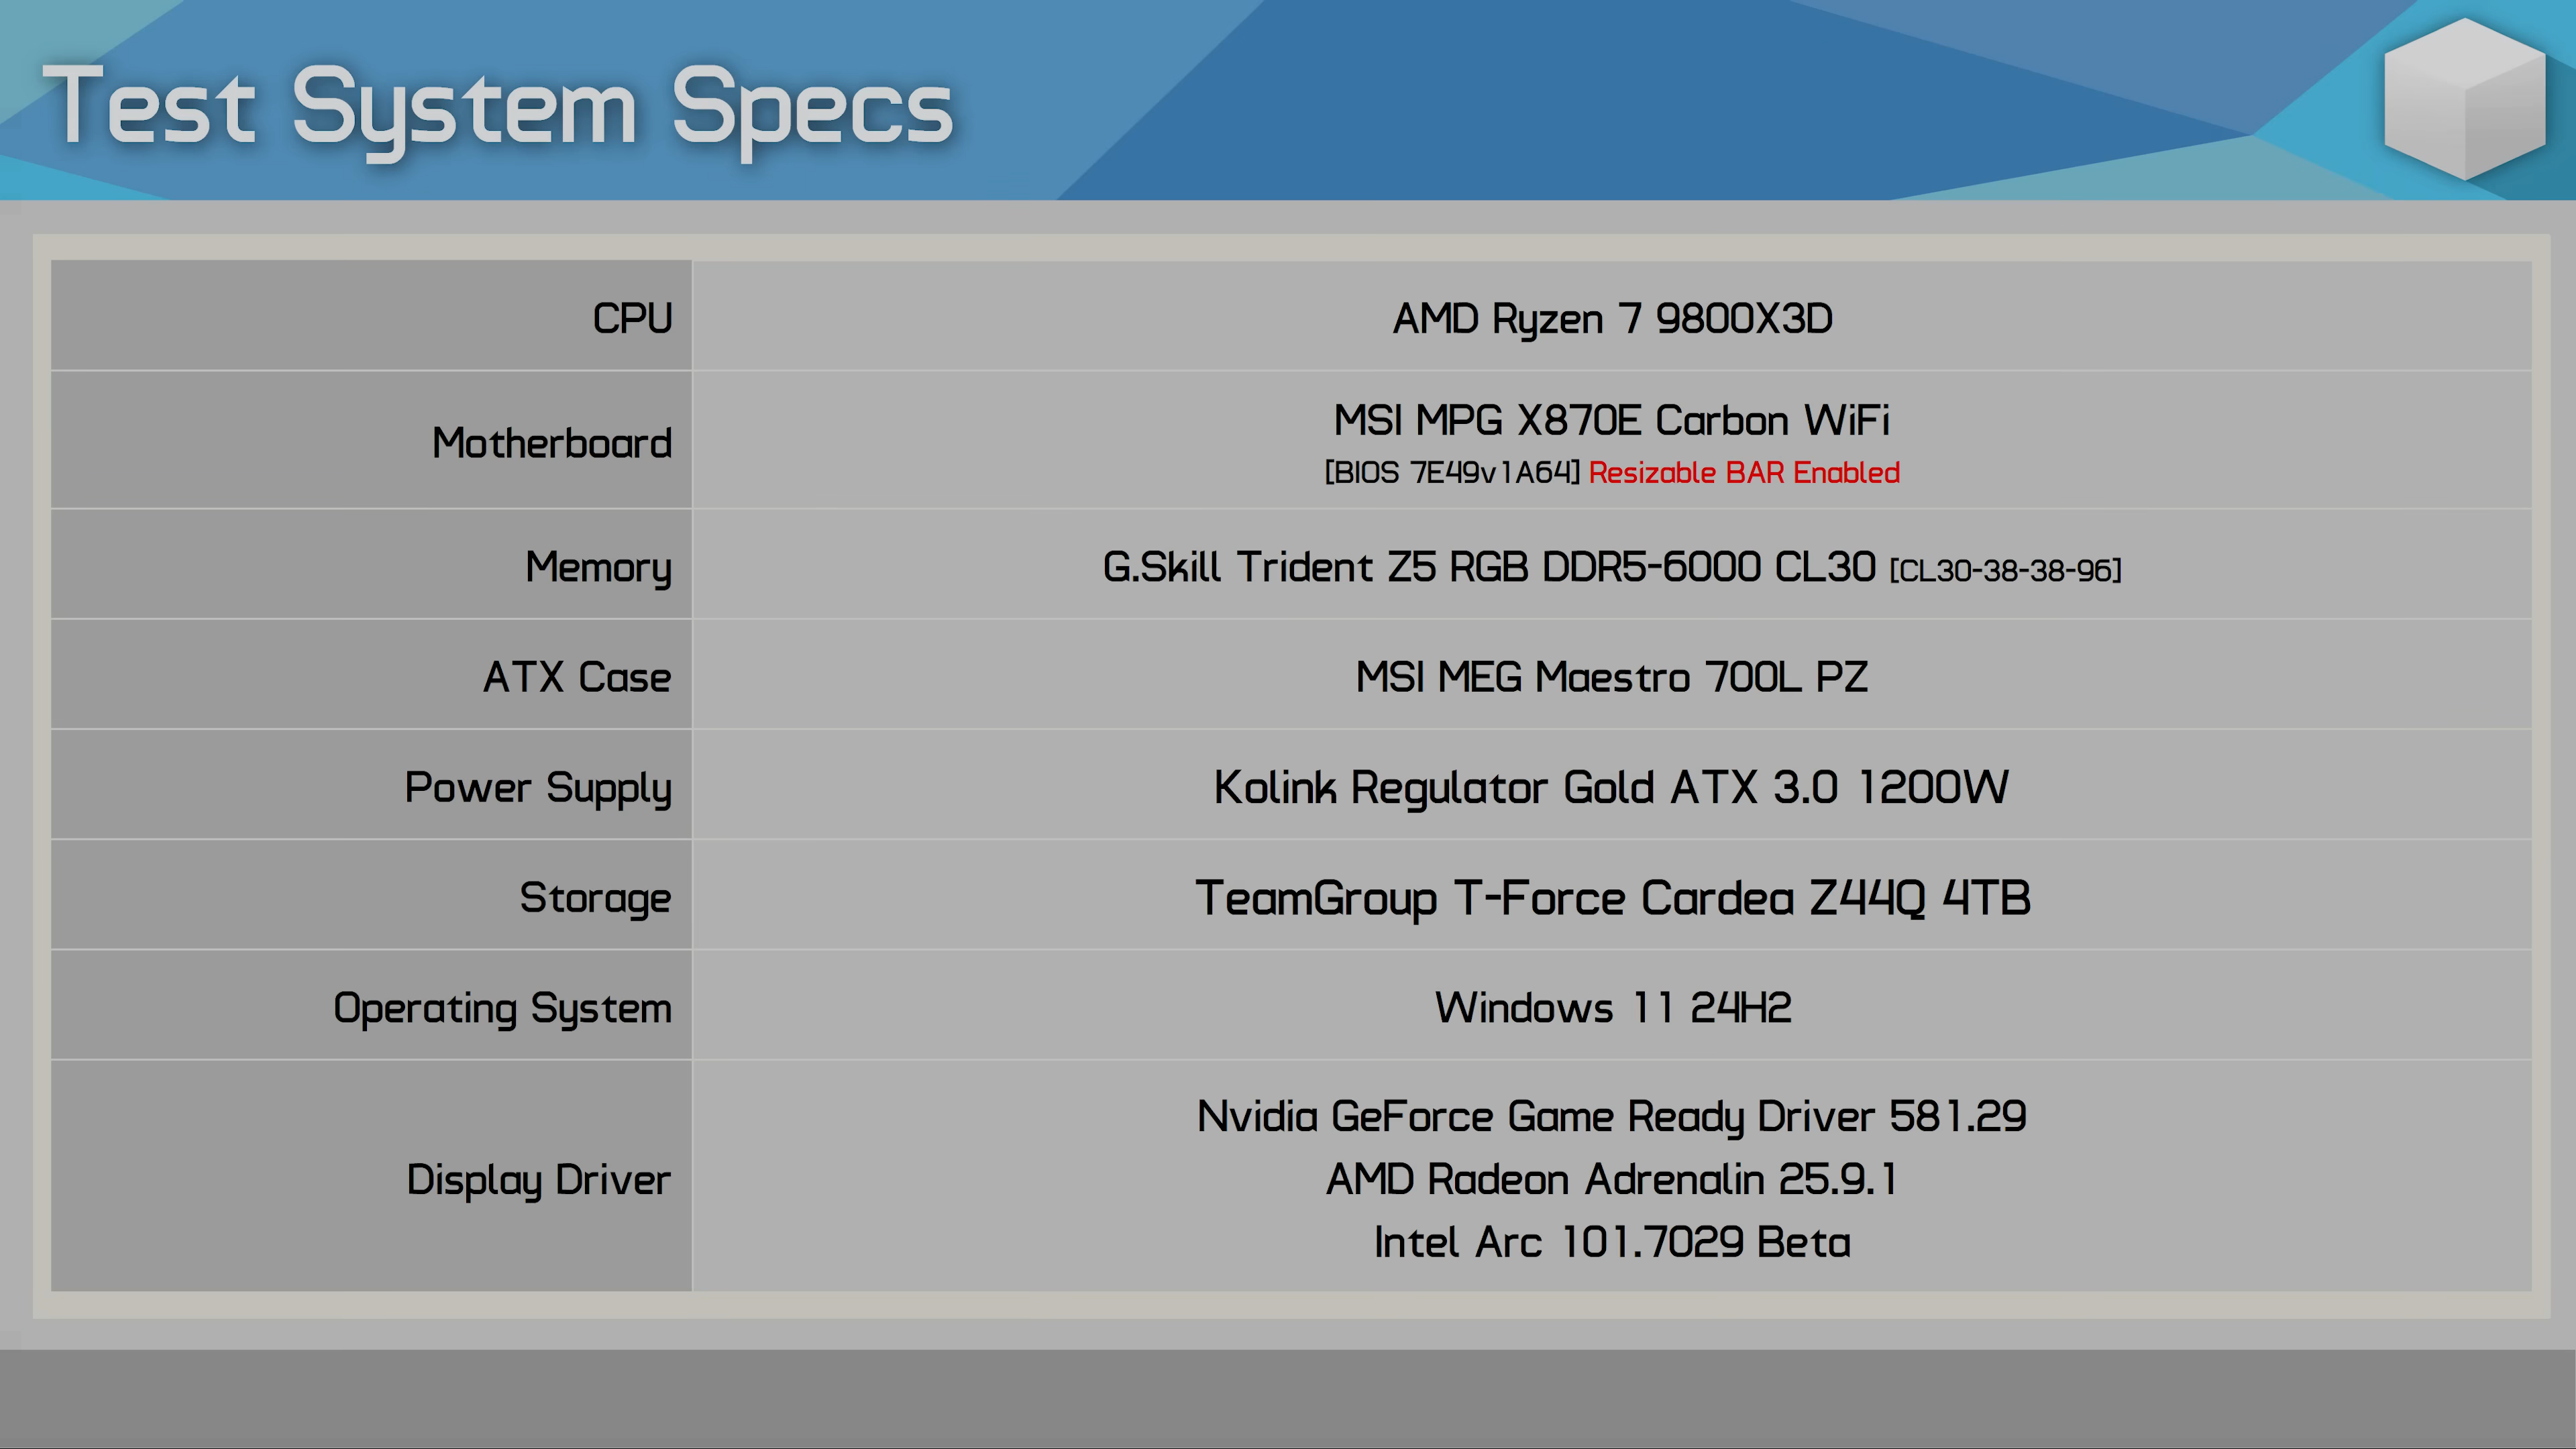 Test System Specs
CPU
AMD Ryzen 7 9800X3D
Motherboard
MSI MPG X870E Carbon WiFi
[BIOS 7E49v1A64] Resizable BAR Enabled
Memory
G.Skill Trident Z5 RGB DDR5-6000 CL30 [CL30-38-38-96]
ATX Case
MSI MEG Maestro 700L PZ
Power Supply
Kolink Regulator Gold ATX 3.0 1200W
Storage
TeamGroup T-Force Cardea Z44Q 4TB
Operating System
Windows 11 24H2
Display Driver
Nvidia GeForce Game Ready Driver 581.29
AMD Radeon Adrenalin 25.9.1
Intel Arc 101.7029 Beta